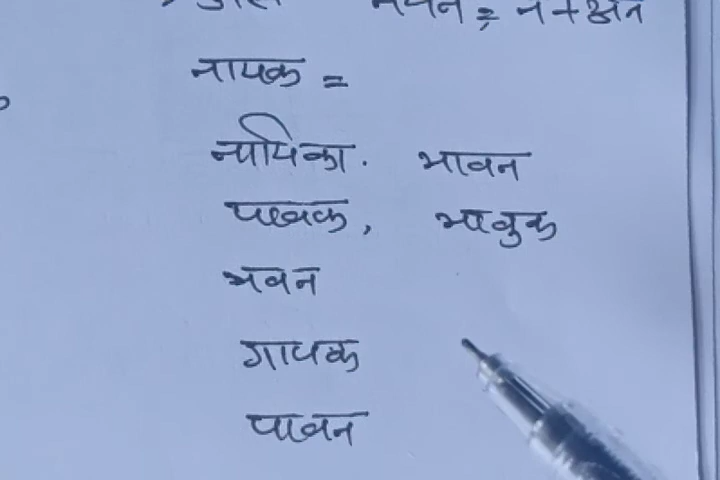 नयन = न + अन
नायक =
नायिका. भावन
पावक, भावुक
भवन
गायक
पावन